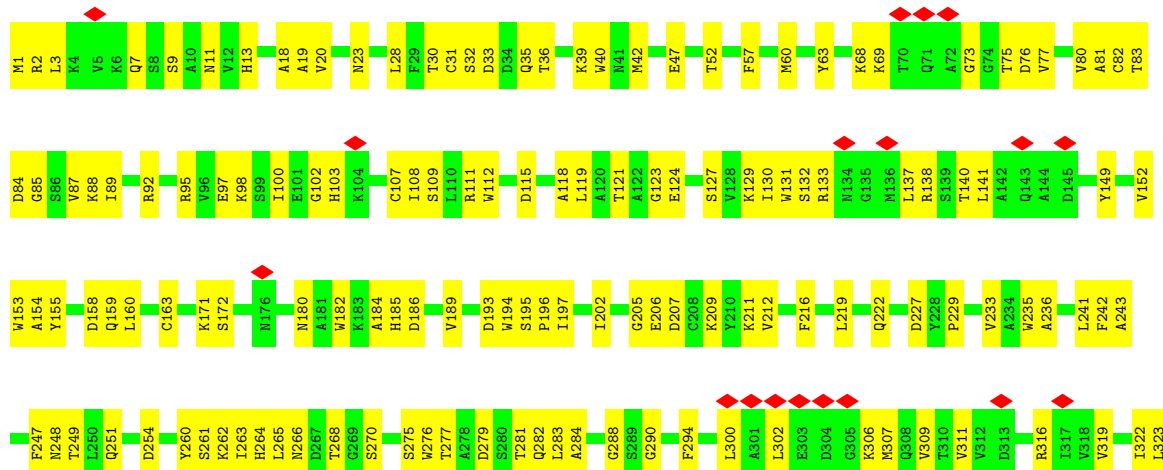 M1 R2 L3 K4 V5 K6 Q7 S8 S9 A10 N11 V12 H13 A18 A19 V20 N23 L28 F29 T30 C31 S32 D33 D34 Q35 T36 K39 W40 N41 M42 E47 T52 F57 M60 Y63 K68 K69 T70 Q71 A72 G73 G74 T75 D76 V77 V80 A81 C82 T83
D84 G85 S86 V87 K88 I89 R92 R95 V96 E97 K98 S99 I100 E101 G102 H103 K104 C107 I108 S109 L110 R111 W112 D115 A118 L119 A120 T121 A122 G123 E124 S127 V128 K129 I130 W131 S132 R133 N134 G135 M136 L137 R138 S139 T140 L141 A142 Q143 A144 D145 Y149 V152
W153 A154 Y155 D158 Q159 L160 C163 K171 S172 N176 N180 A181 W182 K183 A184 H185 D186 V189 D193 W194 S195 P196 I197 I202 G205 E206 D207 C208 K209 Y210 K211 V212 F216 L219 Q222 D227 Y228 P229 V233 A234 W235 A236 L241 F242 A243
F247 N248 T249 L250 Q251 D254 Y260 S261 K262 I263 H264 L265 N266 D267 T268 G269 S270 S275 W276 T277 A278 D279 S280 T281 Q282 L283 A284 G288 S289 G290 F294 L300 A301 L302 E303 D304 G305 K306 M307 Q308 V309 T310 V311 V312 D313 R316 I317 V318 V319 I322 L323